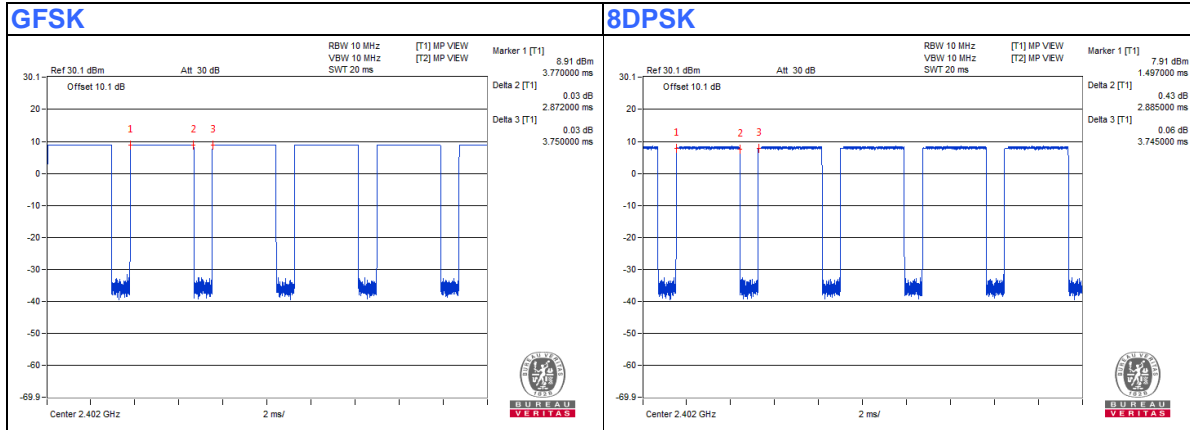 GFSK
RBW 10 MHz [T1] MP VIEW
VBW 10 MHz [T2] MP VIEW
Ref 30.1 dBm Att 30 dB SWT 20 ms
Offset 10.1 dB
Marker 1 [T1]
8.91 dBm
3.770000 ms
Delta 2 [T1]
0.03 dB
2.872000 ms
Delta 3 [T1]
0.03 dB
3.750000 ms
1 2 3
30.1
20
10
0
-10
-20
-30
-40
-50
-60
-69.9
Center 2.402 GHz 2 ms/
BUREAU VERITAS
1828
BUREAU
VERITAS
8DPSK
RBW 10 MHz [T1] MP VIEW
VBW 10 MHz [T2] MP VIEW
Ref 30.1 dBm Att 30 dB SWT 20 ms
Offset 10.1 dB
Marker 1 [T1]
7.91 dBm
1.497000 ms
Delta 2 [T1]
0.43 dB
2.885000 ms
Delta 3 [T1]
0.06 dB
3.745000 ms
1 2 3
30.1
20
10
0
-10
-20
-30
-40
-50
-60
-69.9
Center 2.402 GHz 2 ms/
BUREAU VERITAS
1828
BUREAU
VERITAS